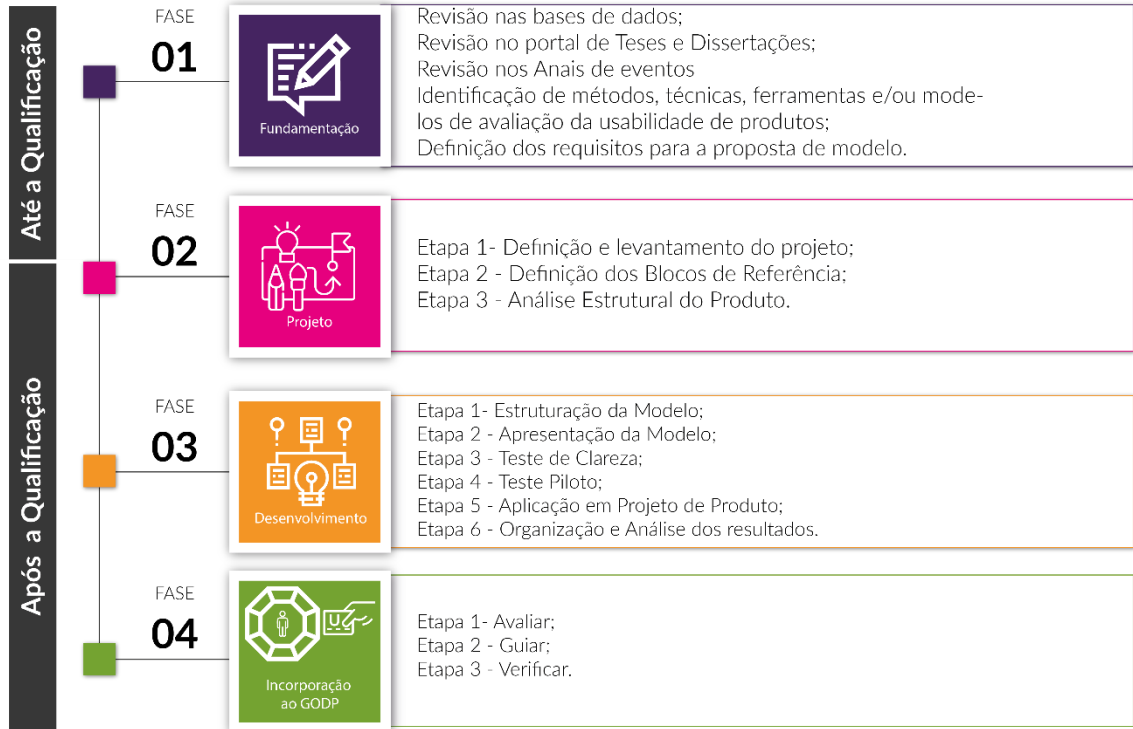 Até a Qualificação
FASE
01
Fundamentação
Revisão nas bases de dados;
Revisão no portal de Teses e Dissertações;
Revisão nos Anais de eventos
Identificação de métodos, técnicas, ferramentas e/ou mode-
los de avaliação da usabilidade de produtos;
Definição dos requisitos para a proposta de modelo.
FASE
02
Projeto
Etapa 1- Definição e levantamento do projeto;
Etapa 2 - Definição dos Blocos de Referência;
Etapa 3 - Análise Estrutural do Produto.
Após a Qualificação
FASE
03
Desenvolvimento
Etapa 1- Estruturação da Modelo;
Etapa 2 - Apresentação da Modelo;
Etapa 3 - Teste de Clareza;
Etapa 4 - Teste Piloto;
Etapa 5 - Aplicação em Projeto de Produto;
Etapa 6 - Organização e Análise dos resultados.
FASE
04
Incorporação
ao GODP
Etapa 1- Avaliar;
Etapa 2 - Guiar;
Etapa 3 - Verificar.